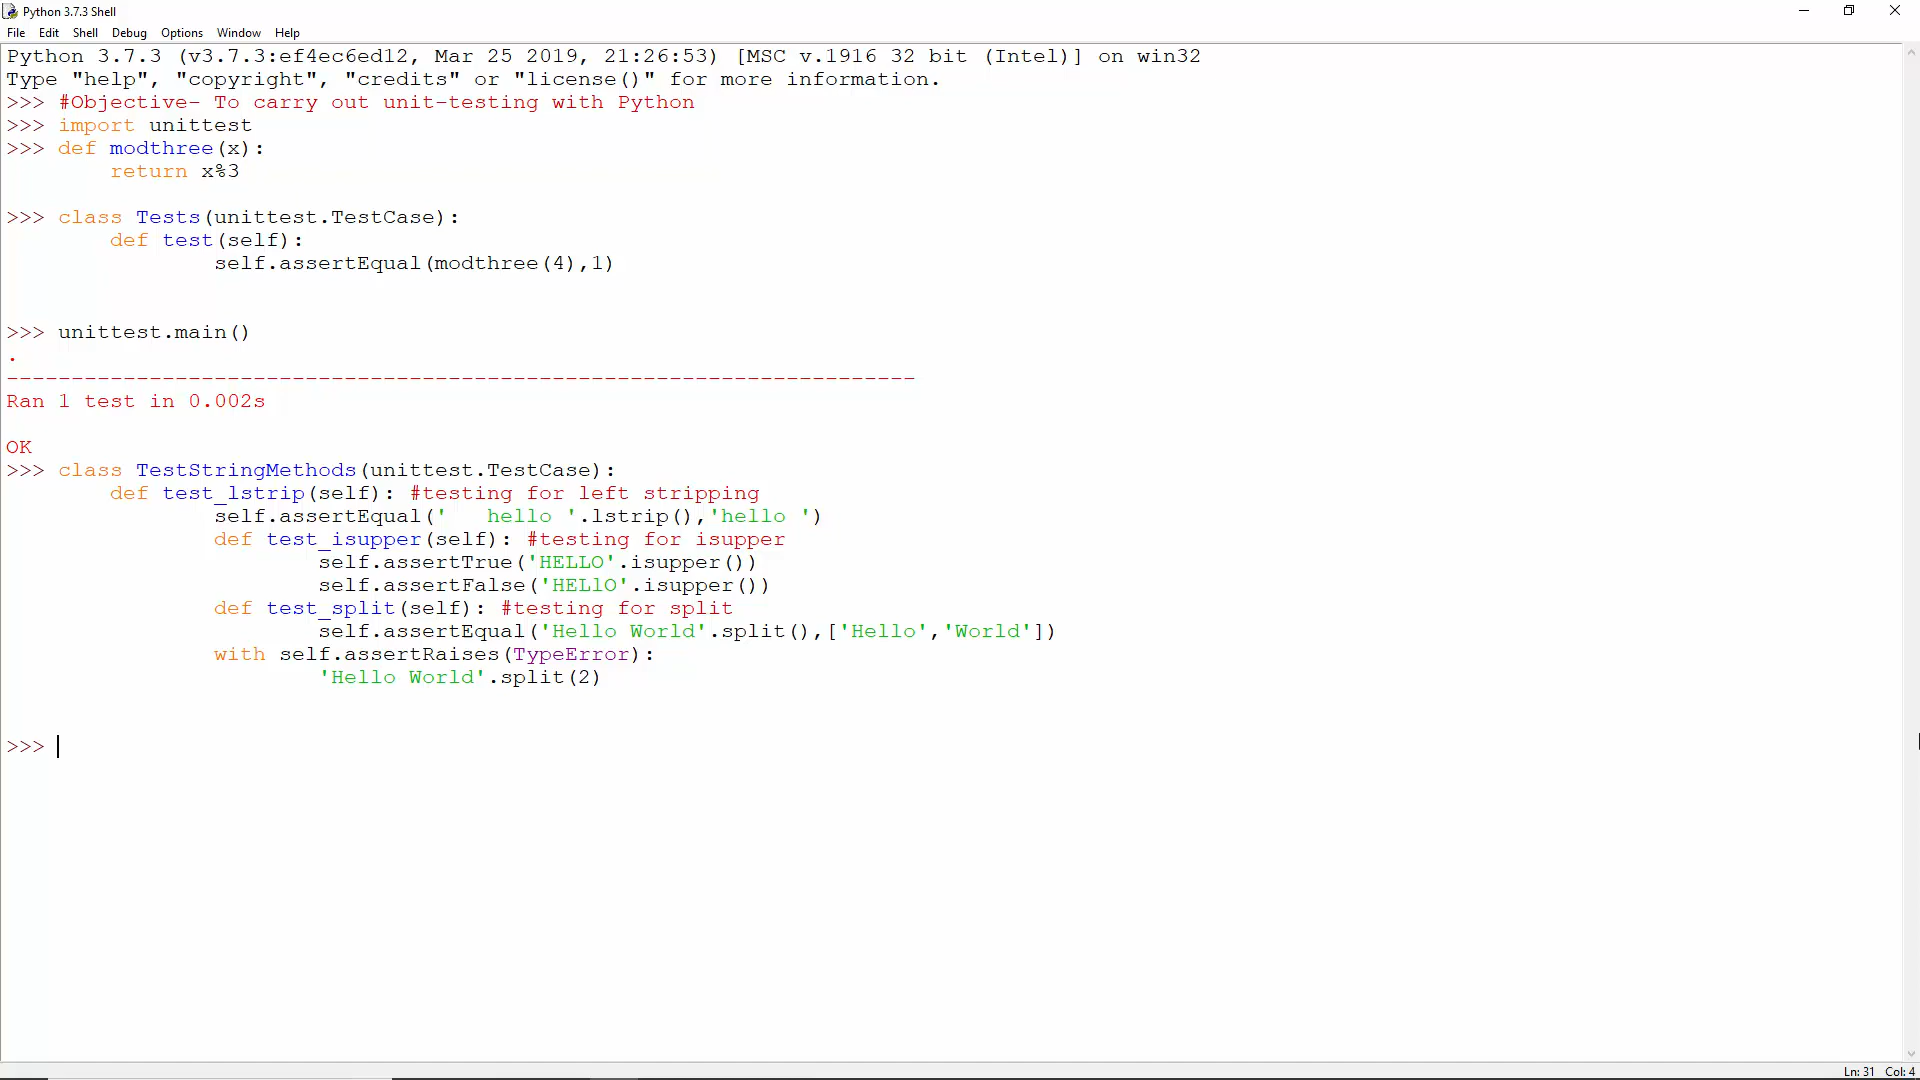 Python 3.7.3 Shell
File Edit Shell Debug Options Window Help
Python 3.7.3 (v3.7.3:ef4ec6ed12, Mar 25 2019, 21:26:53) [MSC v.1916 32 bit (Intel)] on win32
Type "help", "copyright", "credits" or "license()" for more information.
>>> #Objective- To carry out unit-testing with Python
>>> import unittest
>>> def modthree(x):
        return x%3
>>> class Tests(unittest.TestCase):
        def test(self):
                self.assertEqual(modthree(4),1)
>>> unittest.main()
.
----------------------------------------------------------------------
Ran 1 test in 0.002s
OK
>>> class TestStringMethods(unittest.TestCase):
        def test_lstrip(self): #testing for left stripping
                self.assertEqual('   hello '.lstrip(),'hello ')
                def test_isupper(self): #testing for isupper
                        self.assertTrue('HELLO'.isupper())
                        self.assertFalse('HELlO'.isupper())
                def test_split(self): #testing for split
                        self.assertEqual('Hello World'.split(),['Hello','World'])
                with self.assertRaises(TypeError):
                        'Hello World'.split(2)
>>>
Ln: 31 Col: 4